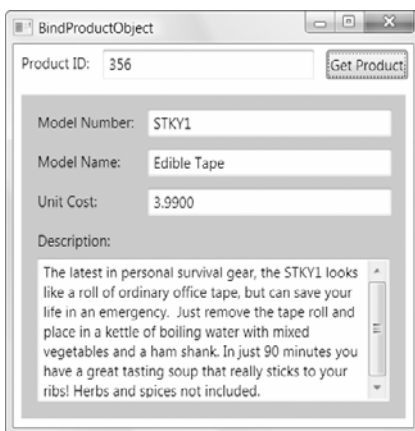 BindProductObject
Product ID: 356 Get Product
Model Number: STKY1
Model Name: Edible Tape
Unit Cost: 3.9900
Description:
The latest in personal survival gear, the STKY1 looks
like a roll of ordinary office tape, but can save your
life in an emergency.  Just remove the tape roll and
place in a kettle of boiling water with mixed
vegetables and a ham shank. In just 90 minutes you
have a great tasting soup that really sticks to your
ribs! Herbs and spices not included.